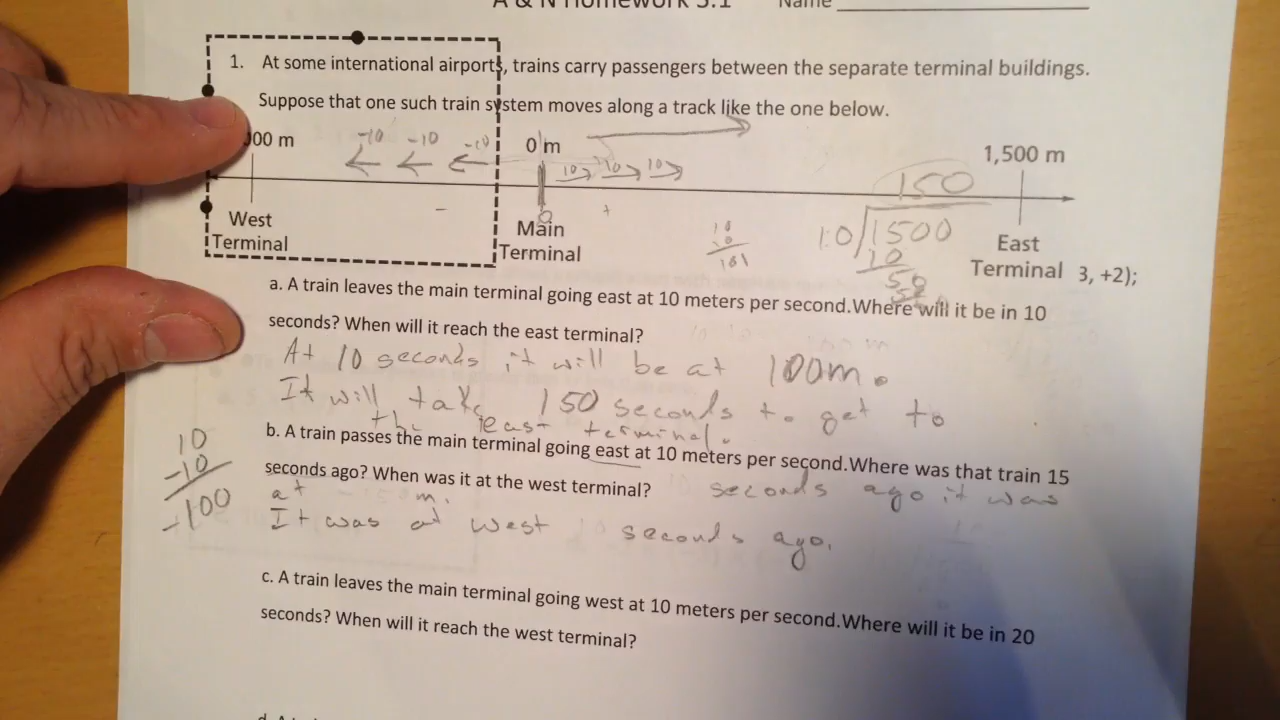 A & N Homework 3.1 Name
1. At some international airports, trains carry passengers between the separate terminal buildings.
Suppose that one such train system moves along a track like the one below.
00 m -10 -10 -10 0 m 10 10 10 1,500 m
150
10 1500
10
50
West Terminal
- 0 +
Main Terminal
East Terminal 3, +2);
a. A train leaves the main terminal going east at 10 meters per second.Where will it be in 10
seconds? When will it reach the east terminal?
At 10 seconds it will be at 100m.
It will take 150 seconds to get to
the east terminal.
b. A train passes the main terminal going east at 10 meters per second.Where was that train 15
seconds ago? When was it at the west terminal?
seconds ago it was
at m.
It was at west seconds ago.
10
-10
-100
c. A train leaves the main terminal going west at 10 meters per second.Where will it be in 20
seconds? When will it reach the west terminal?